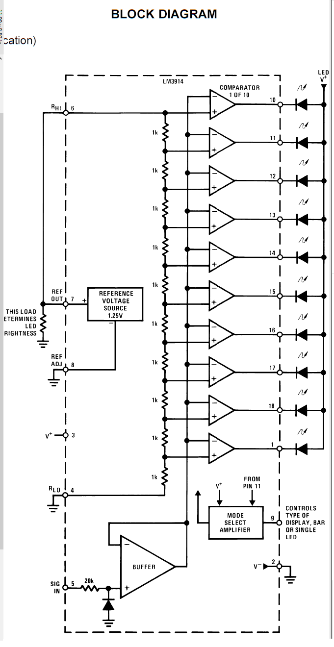 BLOCK DIAGRAM
cation)
LM3914
COMPARATOR
1 OF 10
LED
V+
RHI
6
10
1k
11
1k
12
1k
13
1k
14
1k
REF
OUT
7
+
REFERENCE
VOLTAGE
SOURCE
1.25V
−
15
1k
THIS LOAD
ETERMINES
LED
RIGHTNESS
16
1k
REF
ADJ
8
17
1k
18
1k
V+
3
1
1k
RLO
4
V+
FROM
PIN 11
MODE
SELECT
AMPLIFIER
9
CONTROLS
TYPE OF
DISPLAY, BAR
OR SINGLE
LED
−
BUFFER
+
V−
2
SIG
IN
5
20k